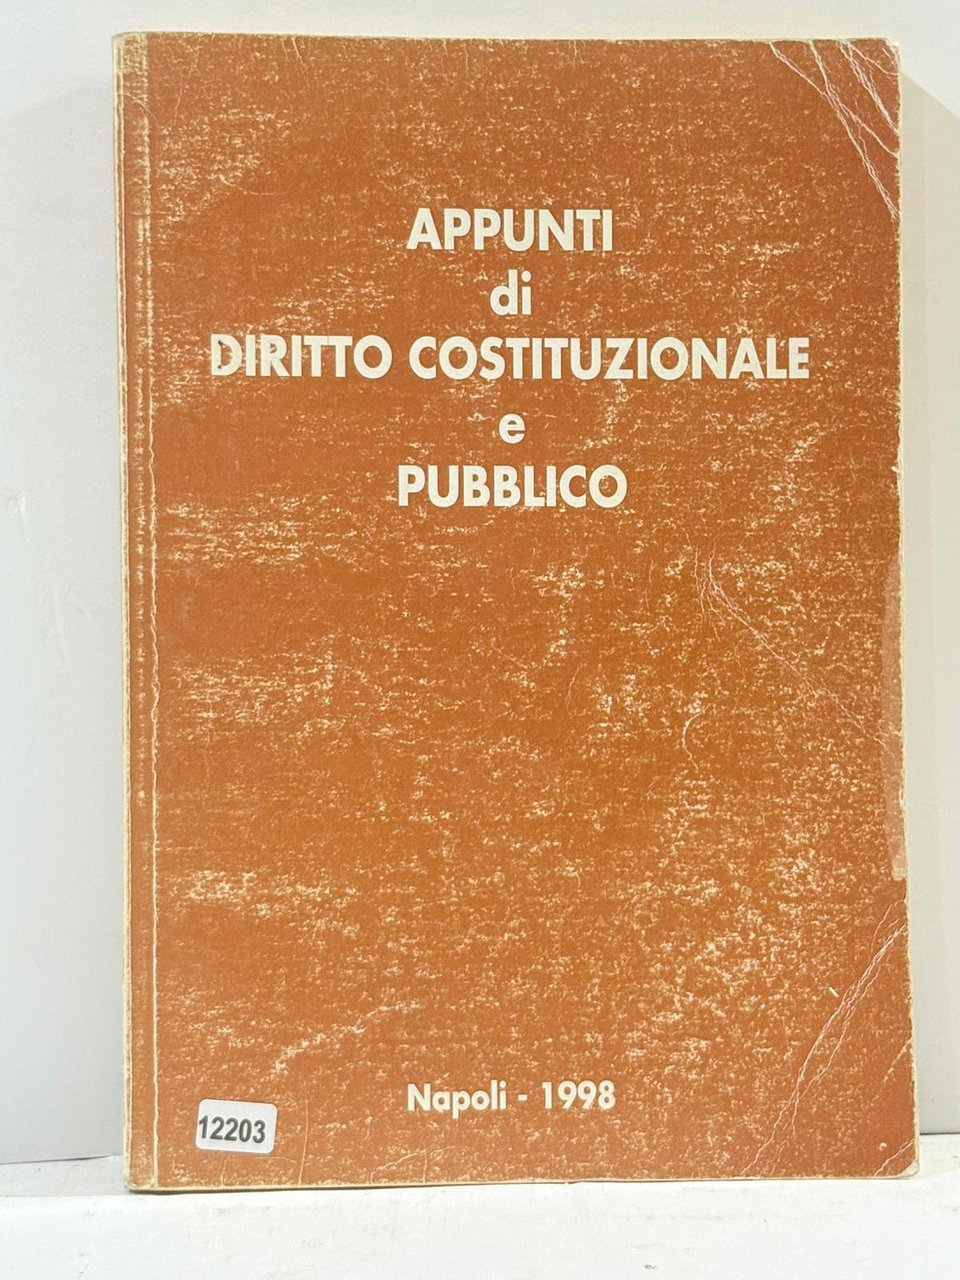 APPUNTI
di
DIRITTO COSTITUZIONALE
e
PUBBLICO
Napoli - 1998
12203